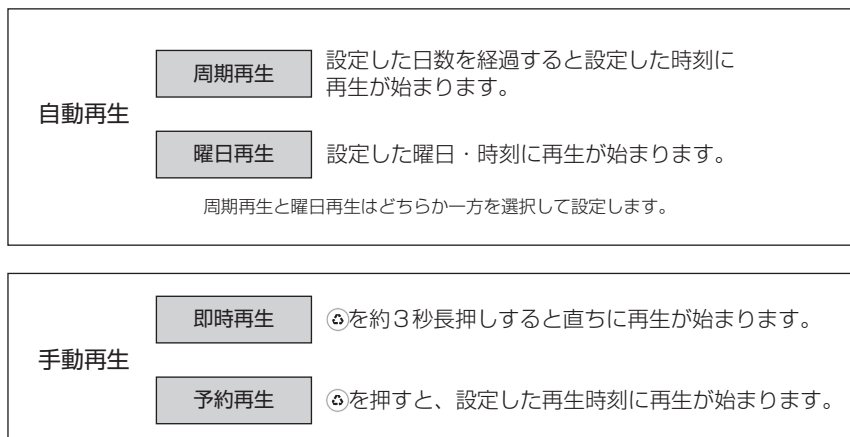 自動再生
周期再生
設定した日数を経過すると設定した時刻に
再生が始まります。
曜日再生
設定した曜日・時刻に再生が始まります。
周期再生と曜日再生はどちらか一方を選択して設定します。
手動再生
即時再生
を約３秒長押しすると直ちに再生が始まります。
予約再生
を押すと、設定した再生時刻に再生が始まります。